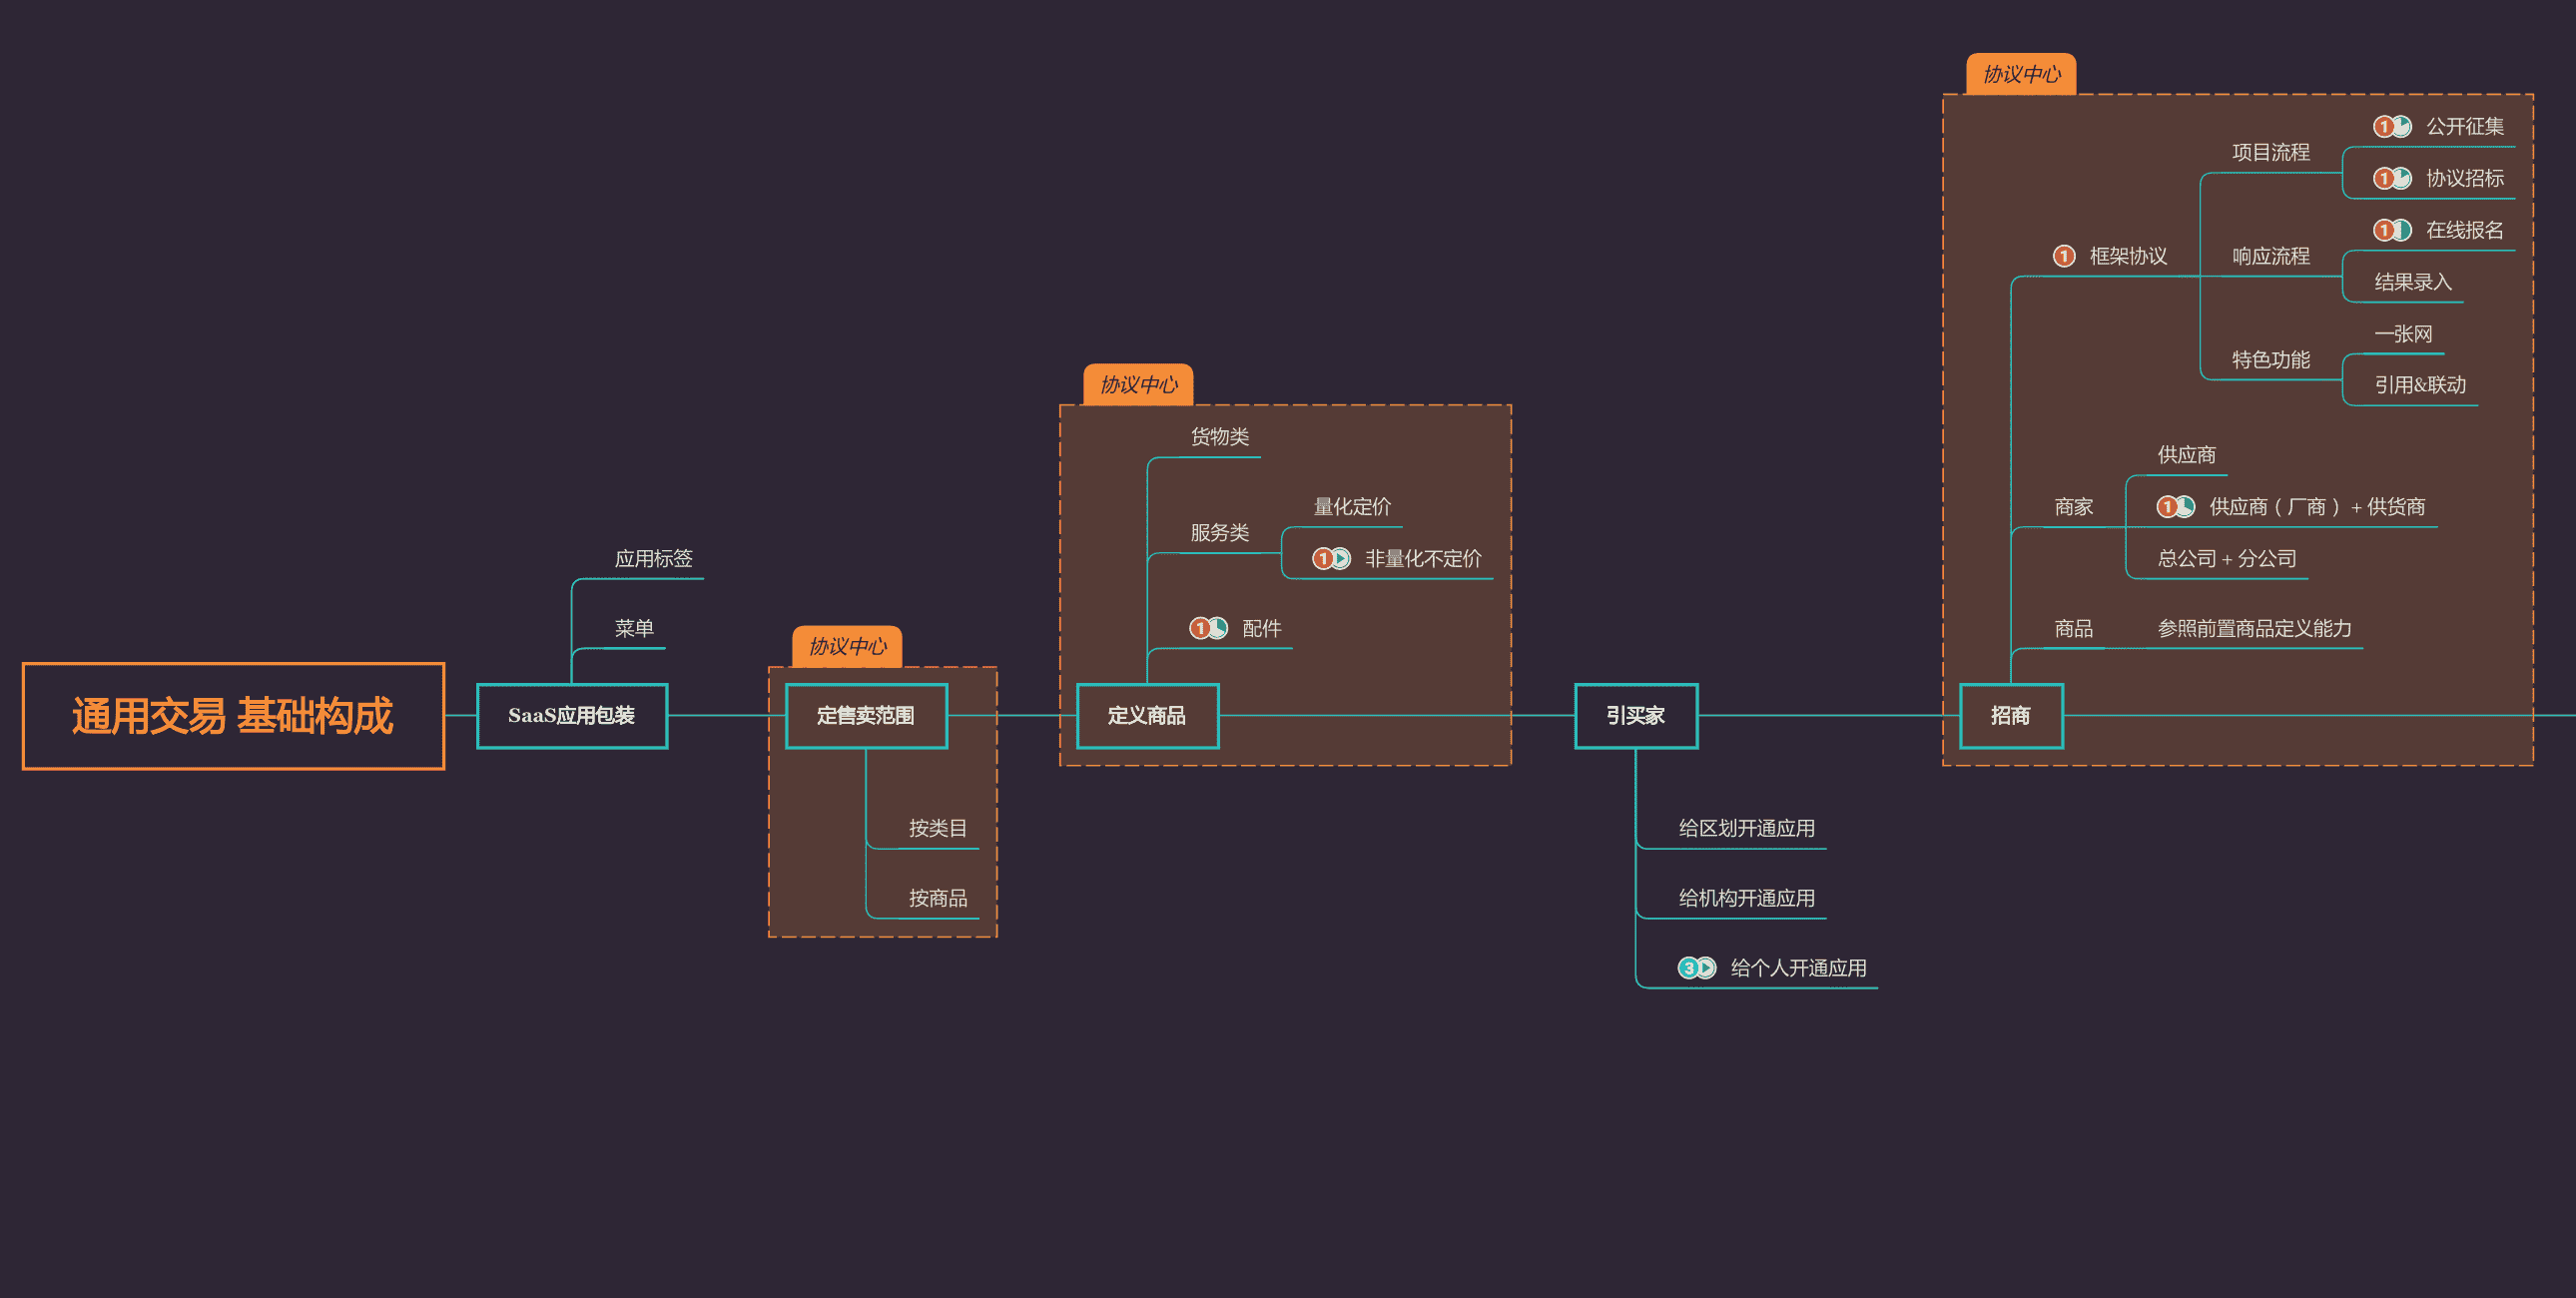 通用交易 基础构成
SaaS应用包装
应用标签
菜单
协议中心
定售卖范围
按类目
按商品
协议中心
定义商品
货物类
服务类
量化定价
1 非量化不定价
1 配件
引买家
给区划开通应用
给机构开通应用
3 给个人开通应用
协议中心
招商
1 框架协议
项目流程
1 公开征集
1 协议招标
响应流程
1 在线报名
结果录入
特色功能
一张网
引用&联动
商家
供应商
1 供应商（厂商）+ 供货商
总公司 + 分公司
商品
参照前置商品定义能力